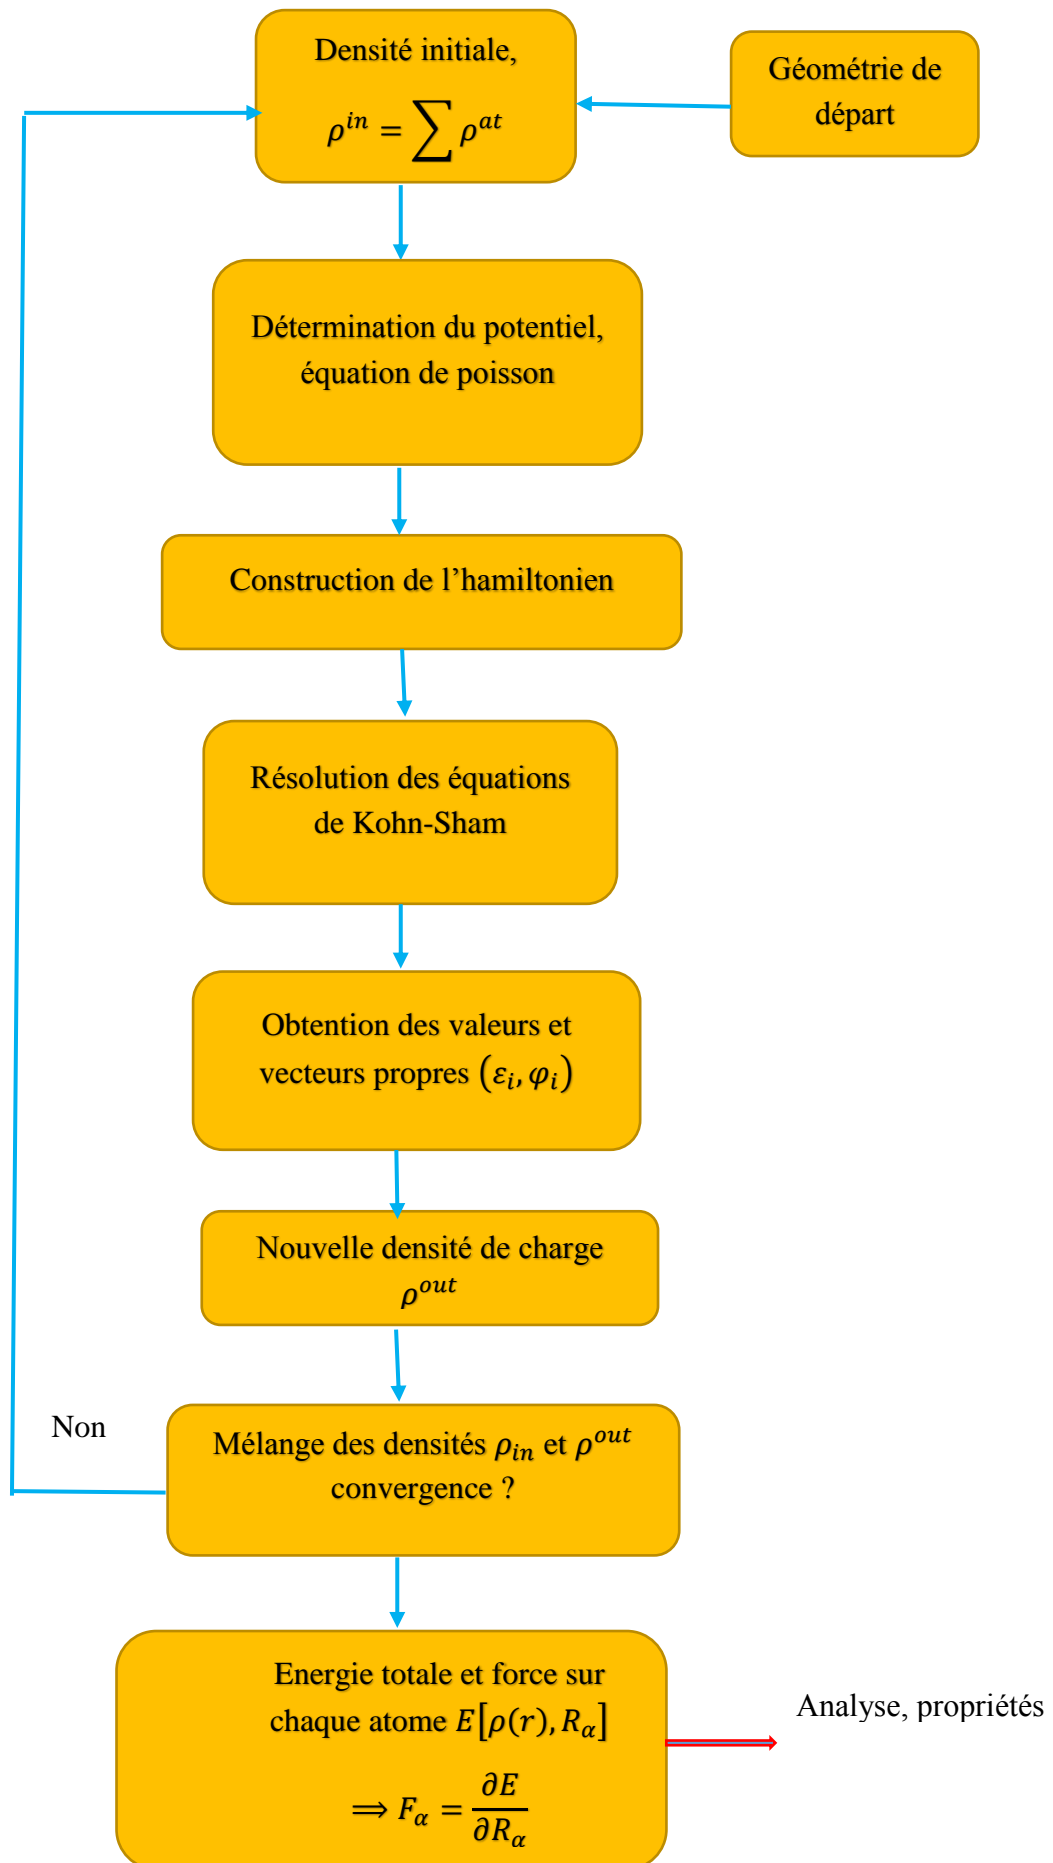 Densité initiale,
ρ^{in} = ∑ ρ^{at}
Géométrie de
départ
Détermination du potentiel,
équation de poisson
Construction de l’hamiltonien
Résolution des équations
de Kohn-Sham
Obtention des valeurs et
vecteurs propres (ε_i, φ_i)
Nouvelle densité de charge
ρ^{out}
Non
Mélange des densités ρ_{in} et ρ^{out}
convergence ?
Energie totale et force sur
chaque atome E[ρ(r), R_α]
⟹ F_α = ∂E/∂R_α
Analyse, propriétés